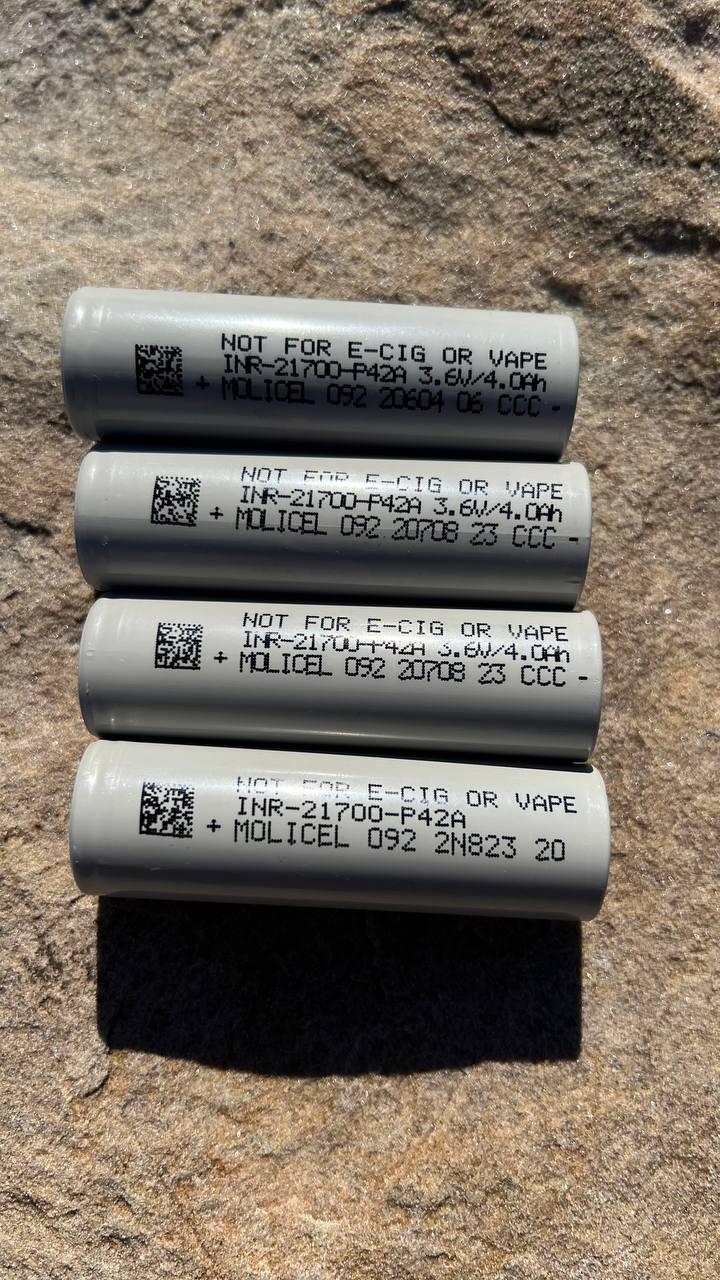 NOT FOR E-CIG OR VAPE
INR-21700-P42A 3.6V/4.0Ah
+ MOLICEL 092 20604 06 CCC -
NOT FOR E-CIG OR VAPE
INR-21700-P42A 3.6V/4.0Ah
+ MOLICEL 092 20708 23 CCC -
NOT FOR E-CIG OR VAPE
INR-21700-P42A 3.6V/4.0Ah
+ MOLICEL 092 20708 23 CCC -
NOT FOR E-CIG OR VAPE
INR-21700-P42A
+ MOLICEL 092 2N823 20